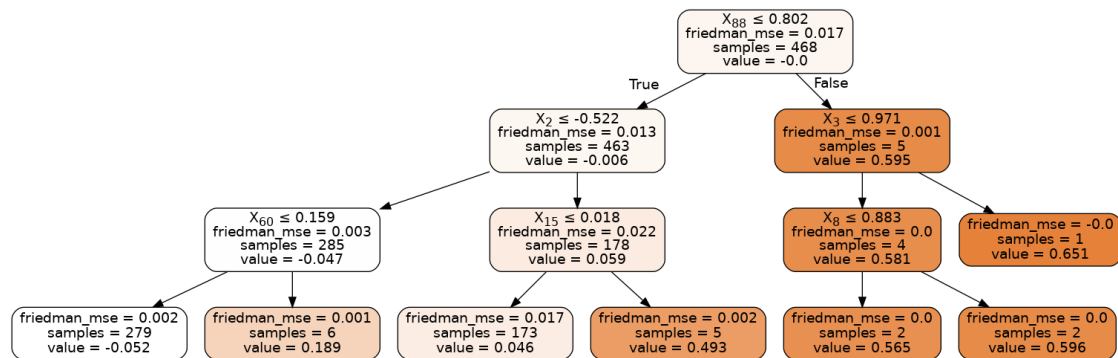 X₈₈ ≤ 0.802
friedman_mse = 0.017
samples = 468
value = -0.0
True
False
X₂ ≤ -0.522
friedman_mse = 0.013
samples = 463
value = -0.006
X₃ ≤ 0.971
friedman_mse = 0.001
samples = 5
value = 0.595
X₆₀ ≤ 0.159
friedman_mse = 0.003
samples = 285
value = -0.047
X₁₅ ≤ 0.018
friedman_mse = 0.022
samples = 178
value = 0.059
X₈ ≤ 0.883
friedman_mse = 0.0
samples = 4
value = 0.581
friedman_mse = -0.0
samples = 1
value = 0.651
friedman_mse = 0.002
samples = 279
value = -0.052
friedman_mse = 0.001
samples = 6
value = 0.189
friedman_mse = 0.017
samples = 173
value = 0.046
friedman_mse = 0.002
samples = 5
value = 0.493
friedman_mse = 0.0
samples = 2
value = 0.565
friedman_mse = 0.0
samples = 2
value = 0.596